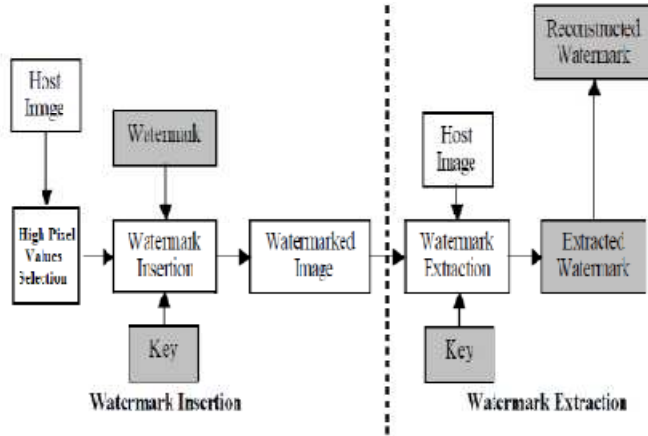 Host
Image
High Pixel
Values
Selection
Watermark
Watermark
Insertion
Key
Watermarked
Image
Watermark Insertion
Host
Image
Watermark
Extraction
Key
Extracted
Watermark
Reconstructed
Watermark
Watermark Extraction